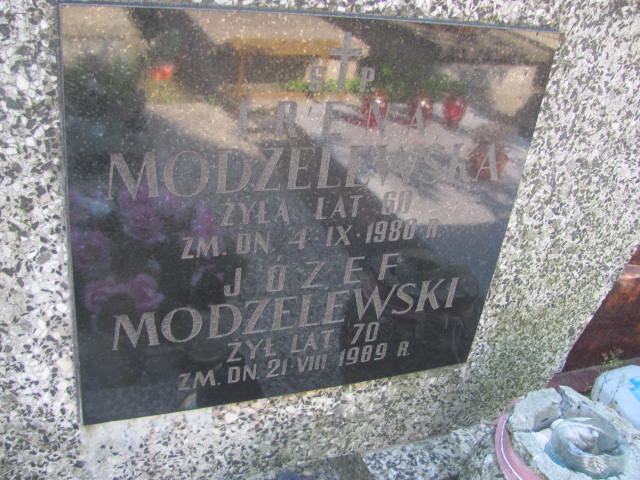 Ś P.
IRENA
MODZELEWSKA
ŻYŁA LAT 60
ZM. DN 4-IX-1980 R
JÓZEF
MODZELEWSKI
ŻYŁ LAT 70
ZM. DN 21-VIII 1989 R.